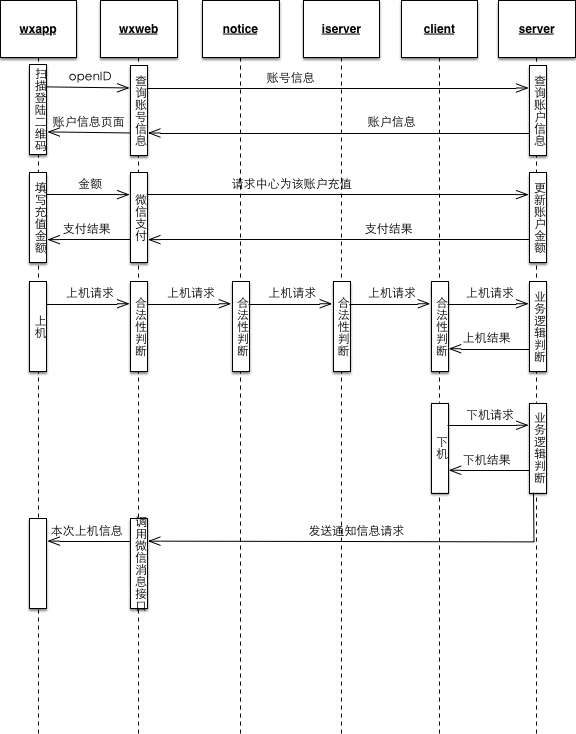 wxapp wxweb notice iserver client server
扫描登陆二维码
openID
查询账号信息
账号信息
查询账户信息
账户信息页面
账户信息
填写充值金额
金额
微信支付
请求中心为该账户充值
更新账户金额
支付结果
支付结果
上机
上机请求
合法性判断
上机请求
合法性判断
上机请求
合法性判断
上机请求
合法性判断
上机请求
业务逻辑判断
上机结果
下机
下机请求
业务逻辑判断
下机结果
本次上机信息
调用微信消息接口
发送通知信息请求